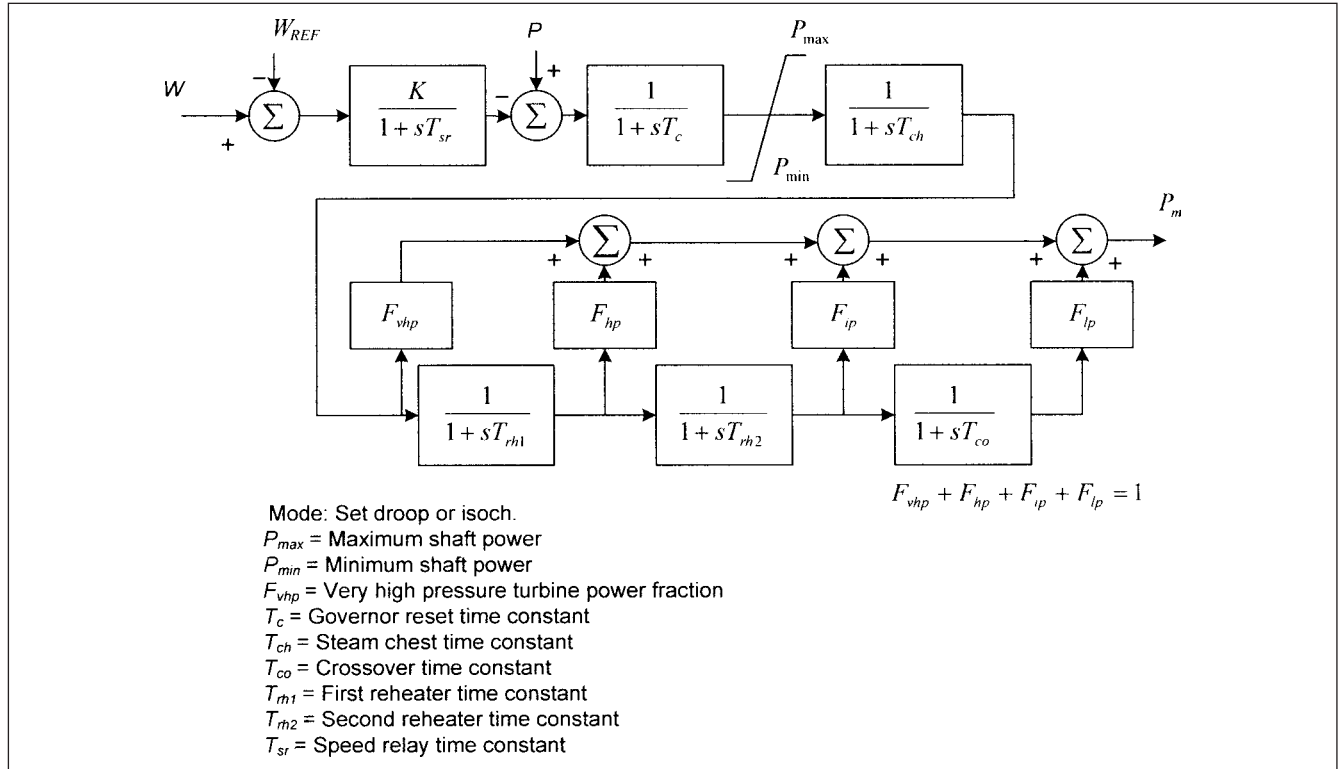 W_REF
P
P_max
W
− + Σ
K / 1 + sT_sr
− + Σ
1 / 1 + sT_c
P_min
1 / 1 + sT_ch
P_m
Σ Σ Σ
+ + + + + +
F_vhp
F_hp
F_ip
F_lp
1 / 1 + sT_rh1
1 / 1 + sT_rh2
1 / 1 + sT_co
F_vhp + F_hp + F_ip + F_lp = 1
Mode: Set droop or isoch.
P_max = Maximum shaft power
P_min = Minimum shaft power
F_vhp = Very high pressure turbine power fraction
T_c = Governor reset time constant
T_ch = Steam chest time constant
T_co = Crossover time constant
T_rh1 = First reheater time constant
T_rh2 = Second reheater time constant
T_sr = Speed relay time constant